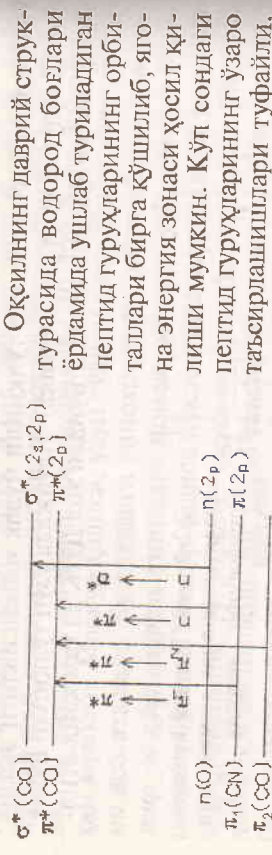 σ* (CO) σ* (2s;2p)
π* (CO) π* (2p)
π₁ → π* π₂ → π* n → π* n → σ*
n(O) n(2p)
π₁(CN) π(2p)
π₂(CO)
Оқсилнинг даврий струк-
турасида водород боғлари
ёрдамида ушлаб туриладиган
пептид гуруҳларининг орби-
таллари бирга қўшилиб, яго-
на энергия зонаси ҳосил қи-
лиши мумкин. Кўп сондаги
пептид гуруҳларининг ўзаро
таъсирлашишлари туфайли,